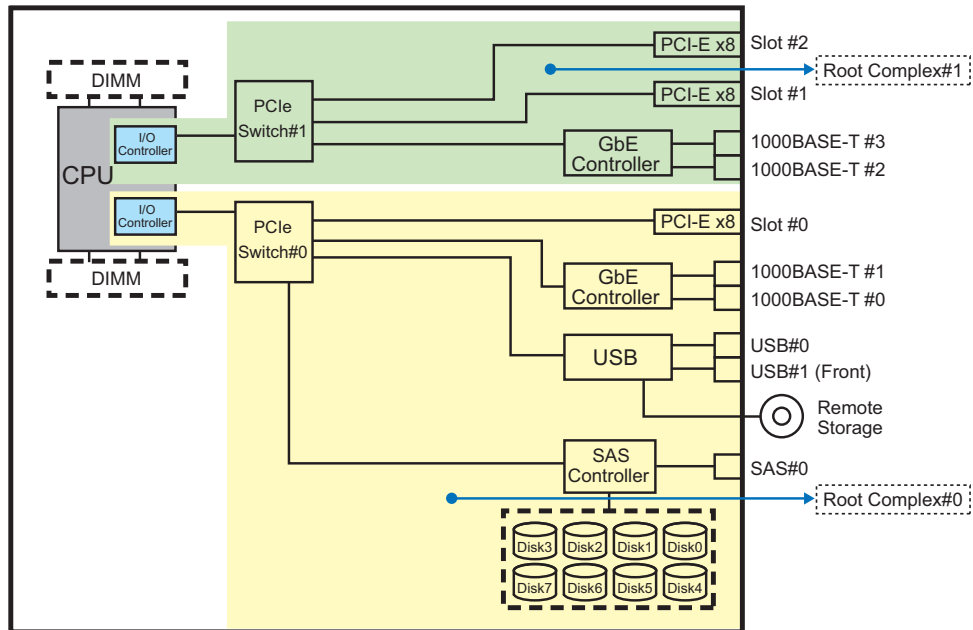 PCI-E x8
Slot #2
Root Complex#1
DIMM
PCIe
Switch#1
PCI-E x8
Slot #1
I/O
Controller
GbE
Controller
1000BASE-T #3
1000BASE-T #2
CPU
I/O
Controller
PCIe
Switch#0
PCI-E x8
Slot #0
DIMM
GbE
Controller
1000BASE-T #1
1000BASE-T #0
USB
USB#0
USB#1 (Front)
Remote
Storage
SAS
Controller
SAS#0
Root Complex#0
Disk3 Disk2 Disk1 Disk0
Disk7 Disk6 Disk5 Disk4